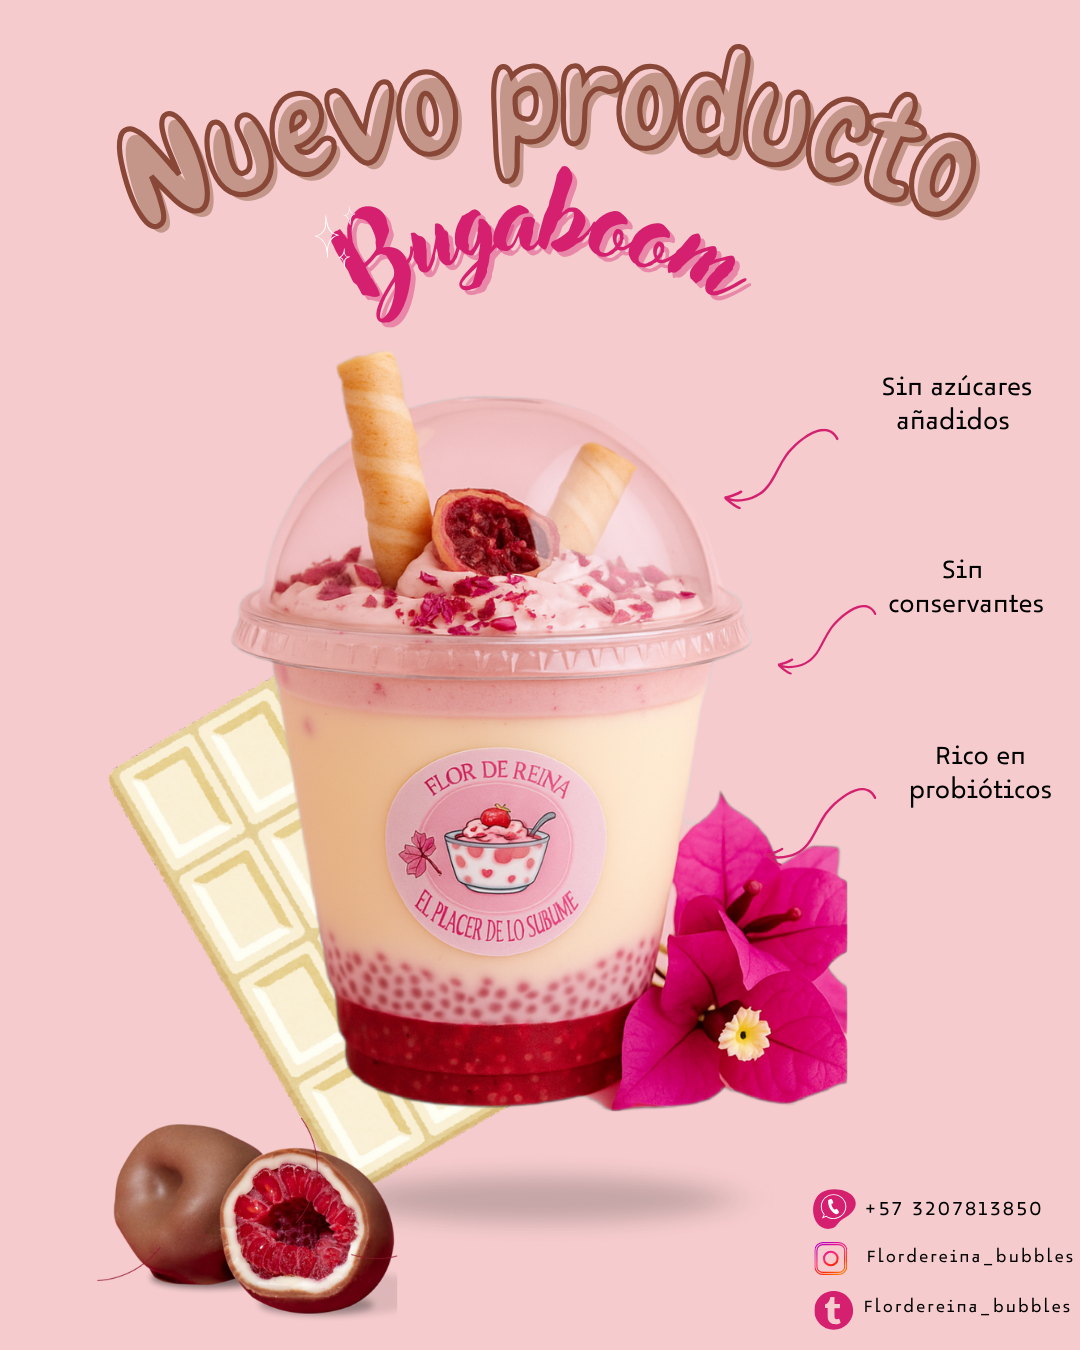 Nuevo producto
Bugaboom
Sin azúcares
añadidos
Sin
conservantes
Rico en
probióticos
FLOR DE REINA
EL PLACER DE LO SUBLIME
+57 3207813850
Flordereina_bubbles
Flordereina_bubbles